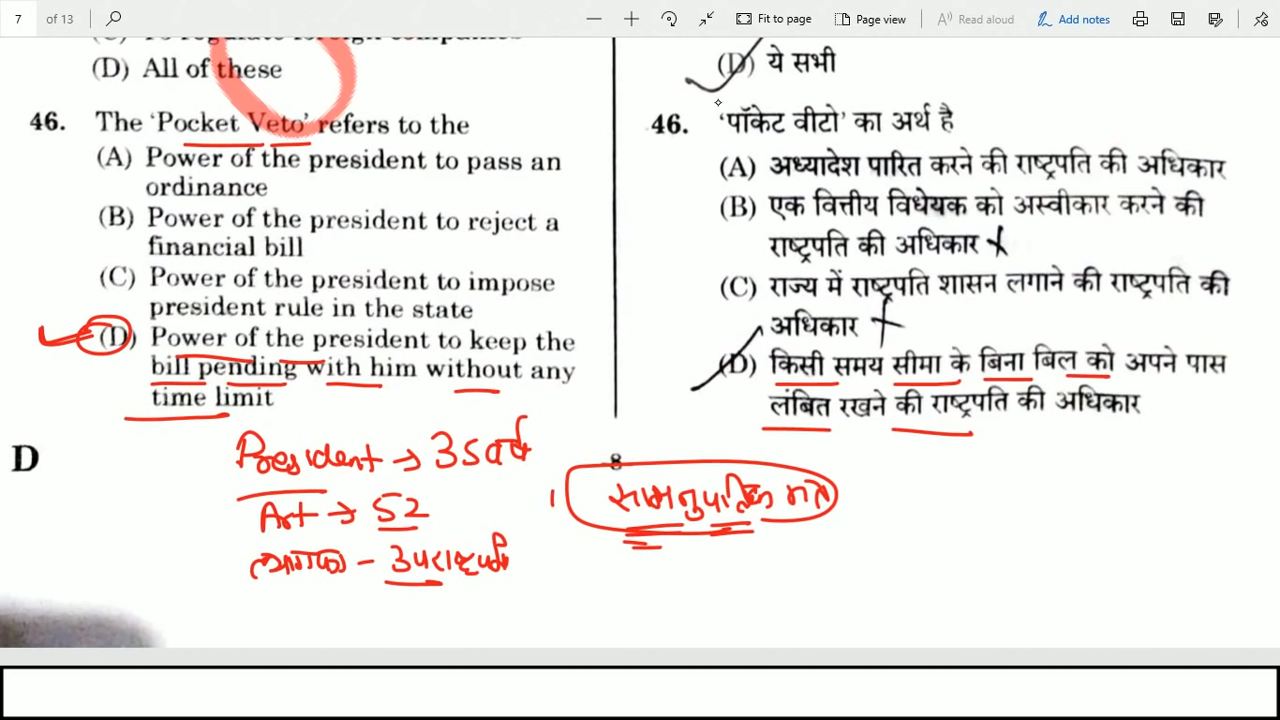 7 of 13
Fit to page
Page view
Read aloud
Add notes
(D) All of these
46. The 'Pocket Veto' refers to the
(A) Power of the president to pass an
ordinance
(B) Power of the president to reject a
financial bill
(C) Power of the president to impose
president rule in the state
(D) Power of the president to keep the
bill pending with him without any
time limit
D
President →
Art → 52
(D) ये सभी
46. 'पॉकेट वीटो' का अर्थ है
(A) अध्यादेश पारित करने की राष्ट्रपति की अधिकार
(B) एक वित्तीय विधेयक को अस्वीकार करने की
राष्ट्रपति की अधिकार
(C) राज्य में राष्ट्रपति शासन लगाने की राष्ट्रपति की
अधिकार
(D) किसी समय सीमा के बिना बिल को अपने पास
लंबित रखने की राष्ट्रपति की अधिकार
8